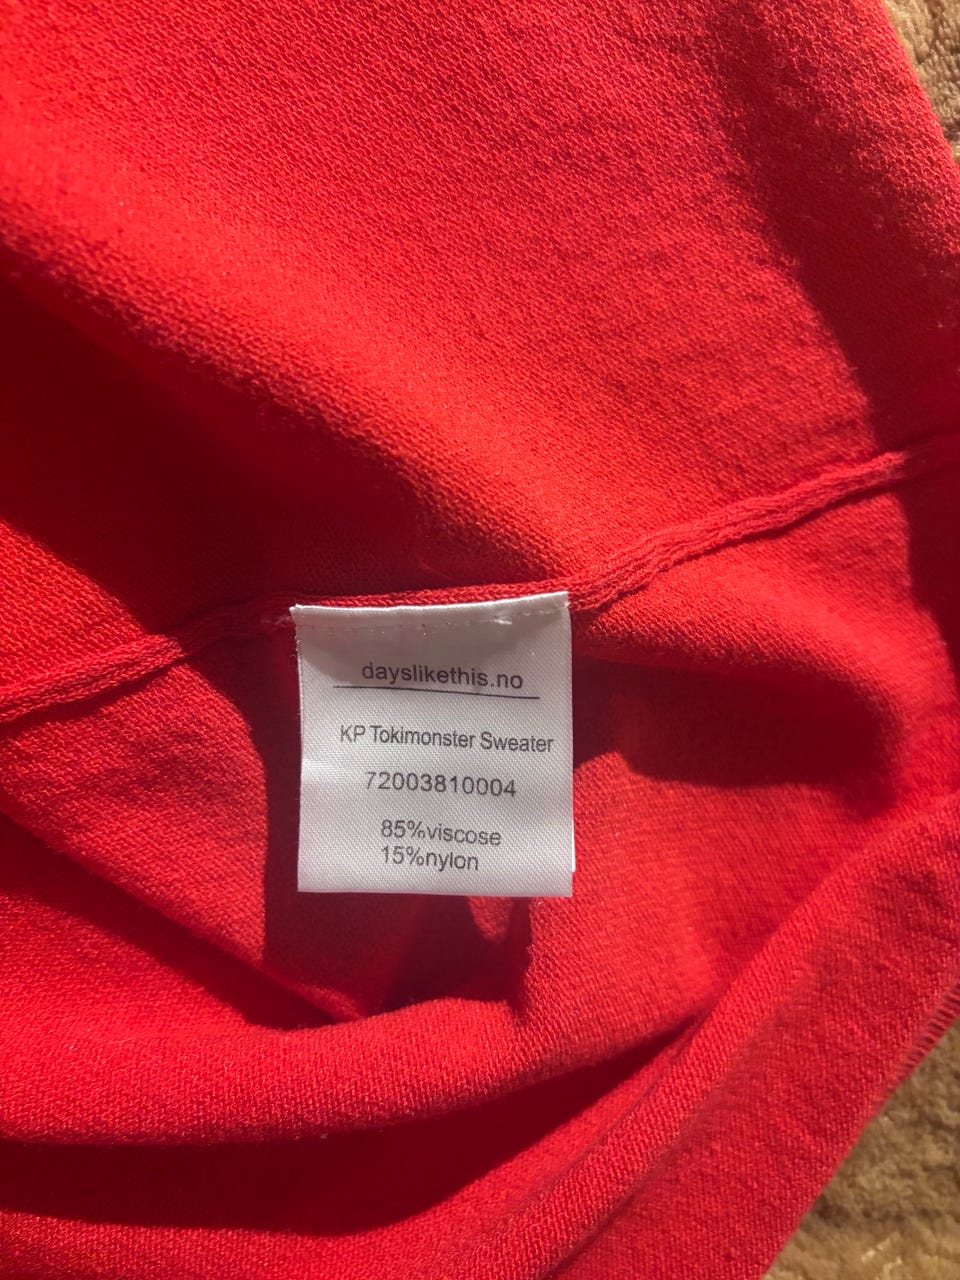 dayslikethis.no
KP Tokimonster Sweater
72003810004
85%viscose
15%nylon